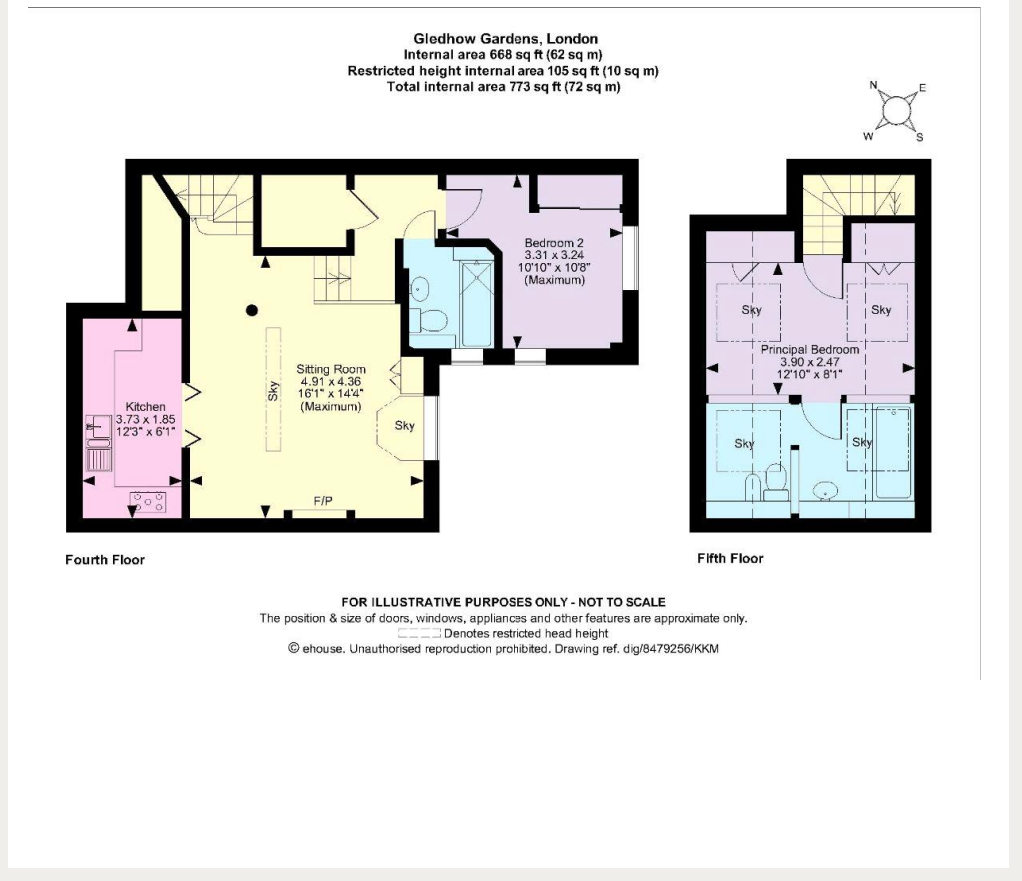 Gledhow Gardens, London
Internal area 668 sq ft (62 sq m)
Restricted height internal area 105 sq ft (10 sq m)
Total internal area 773 sq ft (72 sq m)
N
E
W
S
Bedroom 2
3.31 x 3.24
10'10" x 10'8"
(Maximum)
Sky
Sky
Principal Bedroom
3.90 x 2.47
12'10" x 8'1"
Sitting Room
4.91 x 4.36
16'1" x 14'4"
(Maximum)
Sky
Kitchen
3.73 x 1.85
12'3" x 6'1"
Sky
Sky
Sky
F/P
Fourth Floor
Fifth Floor
FOR ILLUSTRATIVE PURPOSES ONLY - NOT TO SCALE
The position & size of doors, windows, appliances and other features are approximate only.
Denotes restricted head height
© ehouse. Unauthorised reproduction prohibited. Drawing ref. dig/8479256/KKM